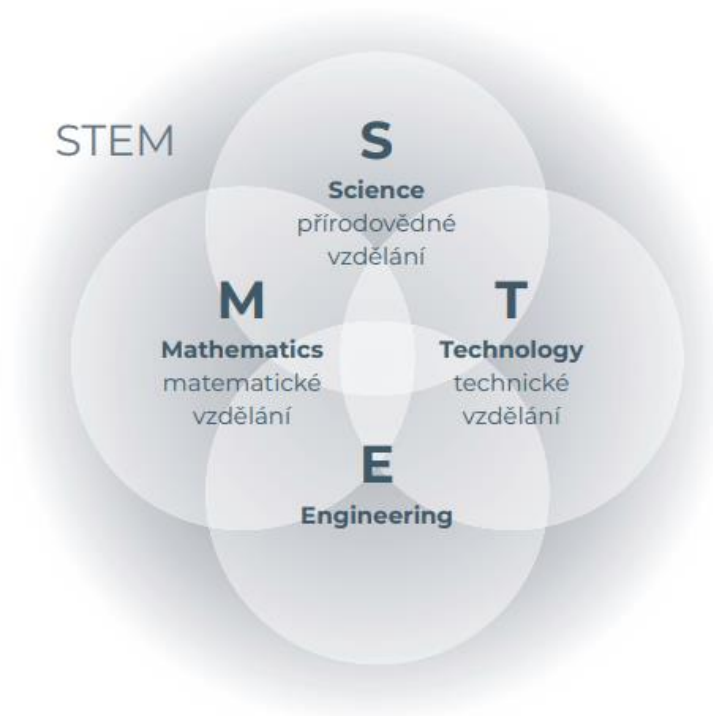 STEM
S
Science
přírodovědné
vzdělání
M
Mathematics
matematické
vzdělání
T
Technology
technické
vzdělání
E
Engineering